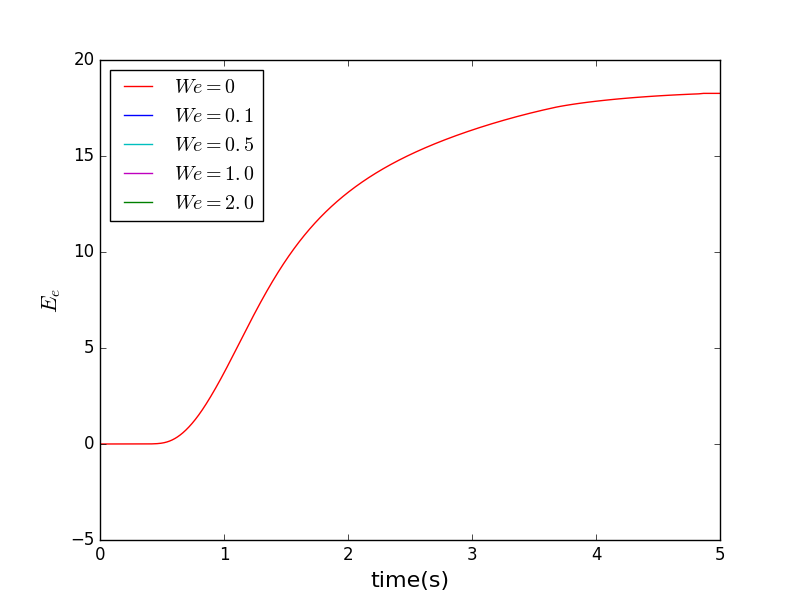 20
15
10
5
0
−5
We = 0
We = 0.1
We = 0.5
We = 1.0
We = 2.0
E_e
0 1 2 3 4 5
time(s)